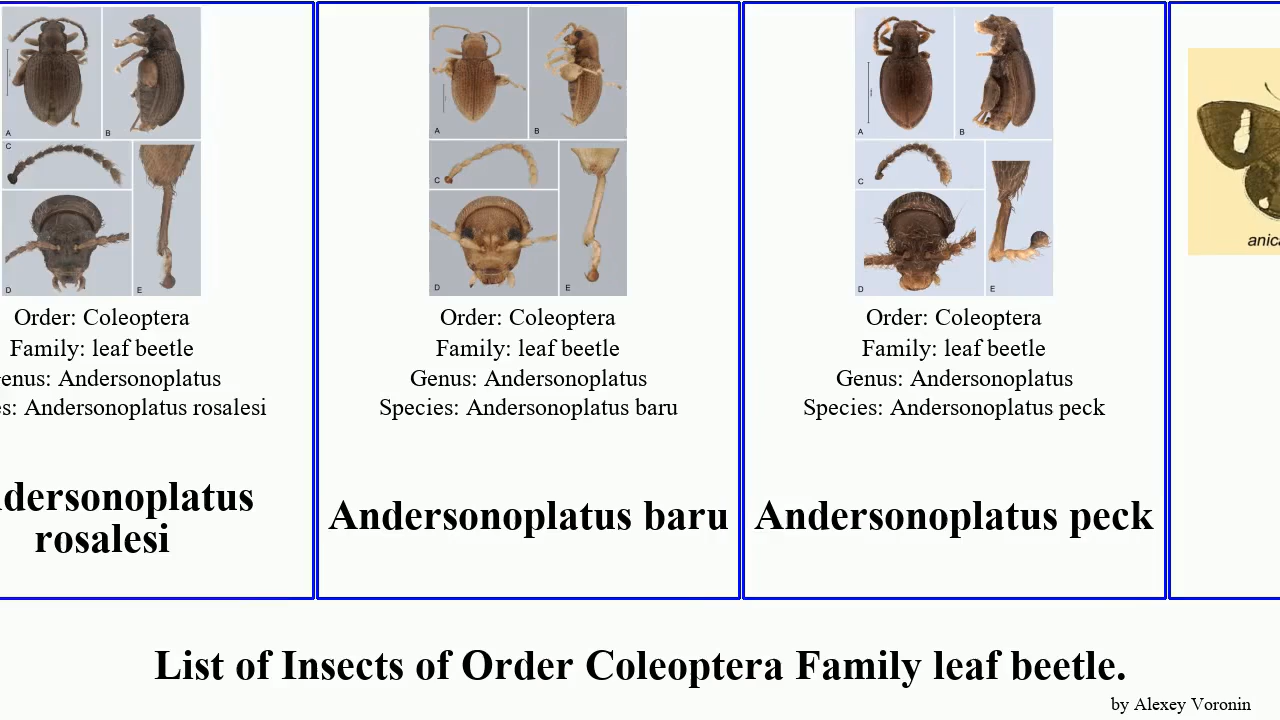 A
B
C
D
E
Order: Coleoptera
Family: leaf beetle
enus: Andersonoplatus
es: Andersonoplatus rosalesi
dersonoplatus
rosalesi
A
B
C
D
E
Order: Coleoptera
Family: leaf beetle
Genus: Andersonoplatus
Species: Andersonoplatus baru
Andersonoplatus baru
A
B
C
D
E
Order: Coleoptera
Family: leaf beetle
Genus: Andersonoplatus
Species: Andersonoplatus peck
Andersonoplatus peck
anica
List of Insects of Order Coleoptera Family leaf beetle.
by Alexey Voronin